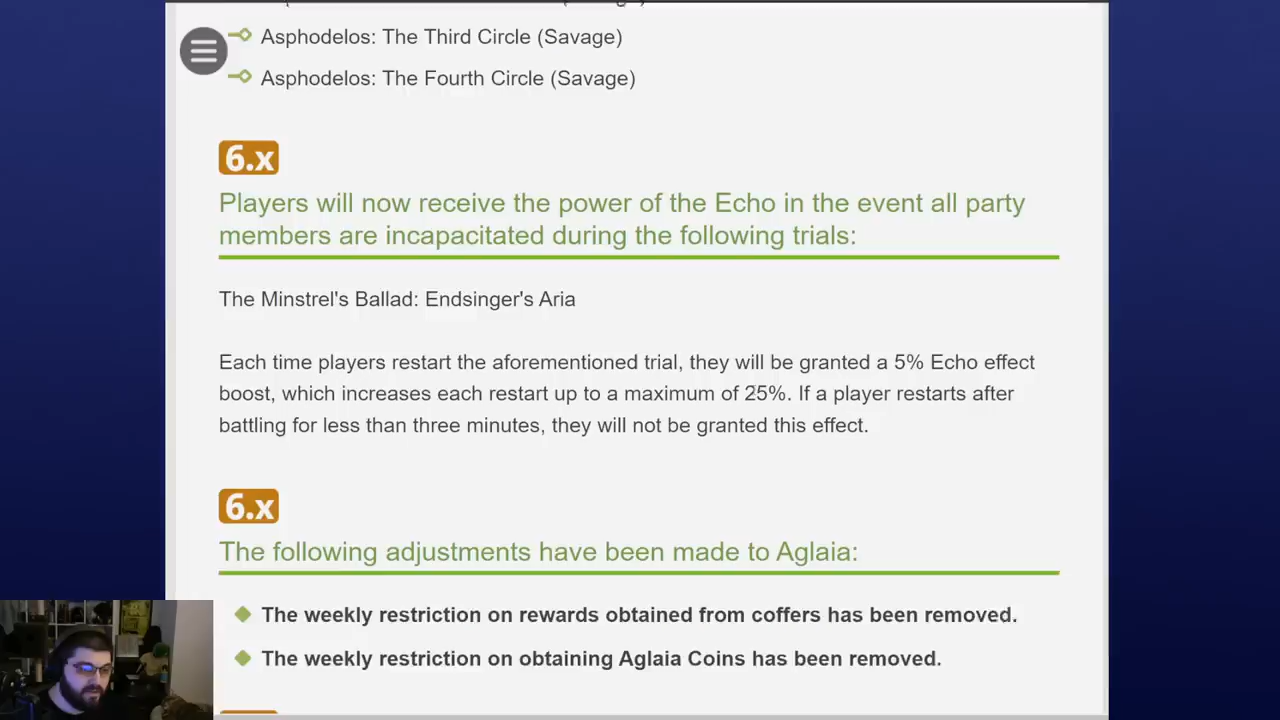 Asphodelos: The Third Circle (Savage)
Asphodelos: The Fourth Circle (Savage)
6.x
Players will now receive the power of the Echo in the event all party
members are incapacitated during the following trials:
The Minstrel's Ballad: Endsinger's Aria
Each time players restart the aforementioned trial, they will be granted a 5% Echo effect
boost, which increases each restart up to a maximum of 25%. If a player restarts after
battling for less than three minutes, they will not be granted this effect.
6.x
The following adjustments have been made to Aglaia:
The weekly restriction on rewards obtained from coffers has been removed.
The weekly restriction on obtaining Aglaia Coins has been removed.